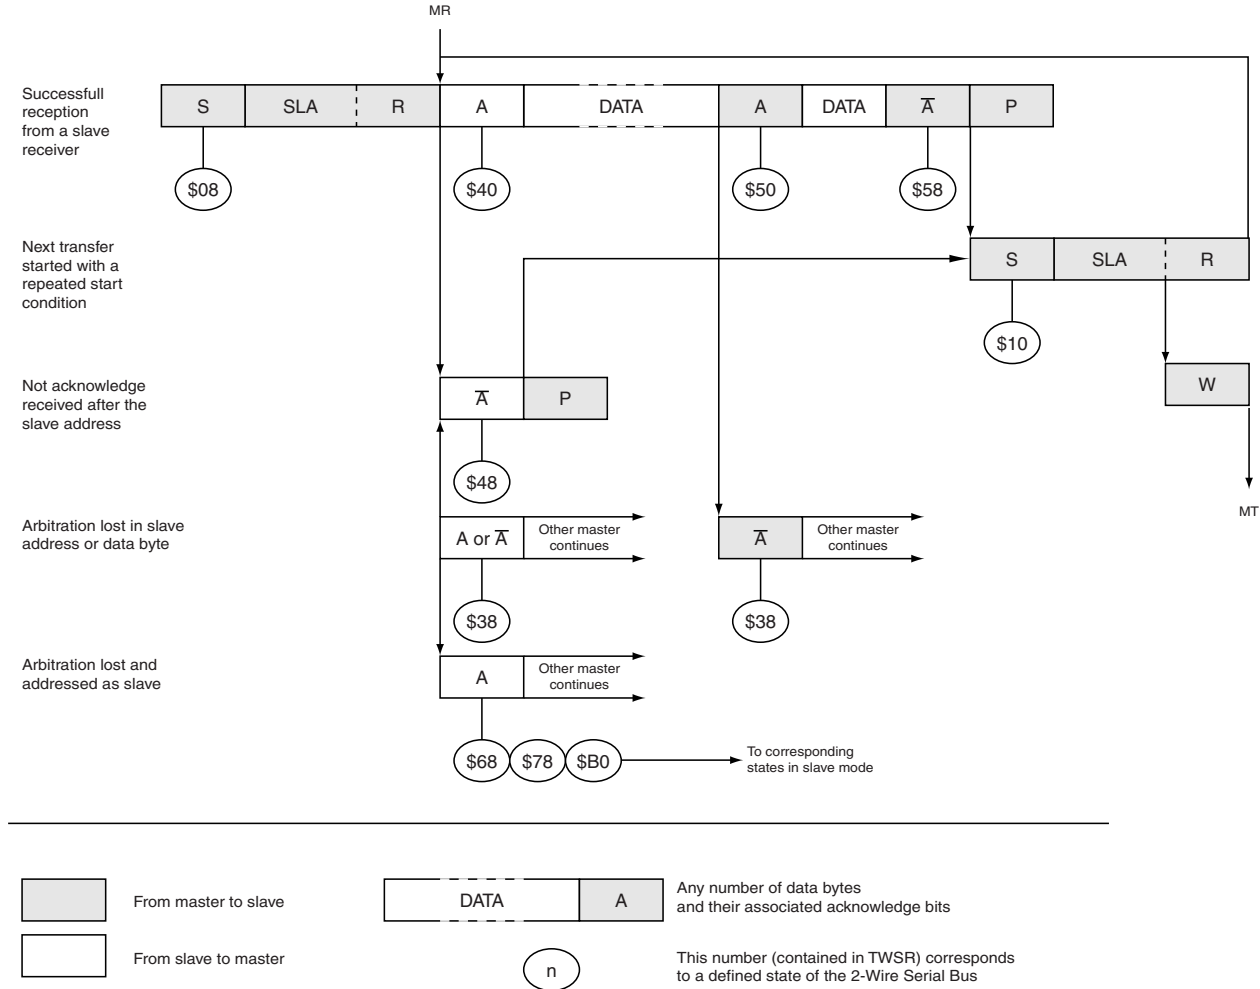 MR
Successfull
reception
from a slave
receiver
S SLA R A DATA A DATA A̅ P
$08 $40 $50 $58
Next transfer
started with a
repeated start
condition
S SLA R
$10
Not acknowledge
received after the
slave address
A̅ P
W
$48
MT
Arbitration lost in slave
address or data byte
A or A̅
Other master
continues
A̅
Other master
continues
$38 $38
Arbitration lost and
addressed as slave
A
Other master
continues
$68 $78 $B0
To corresponding
states in slave mode
From master to slave
DATA A
Any number of data bytes
and their associated acknowledge bits
From slave to master
n
This number (contained in TWSR) corresponds
to a defined state of the 2-Wire Serial Bus